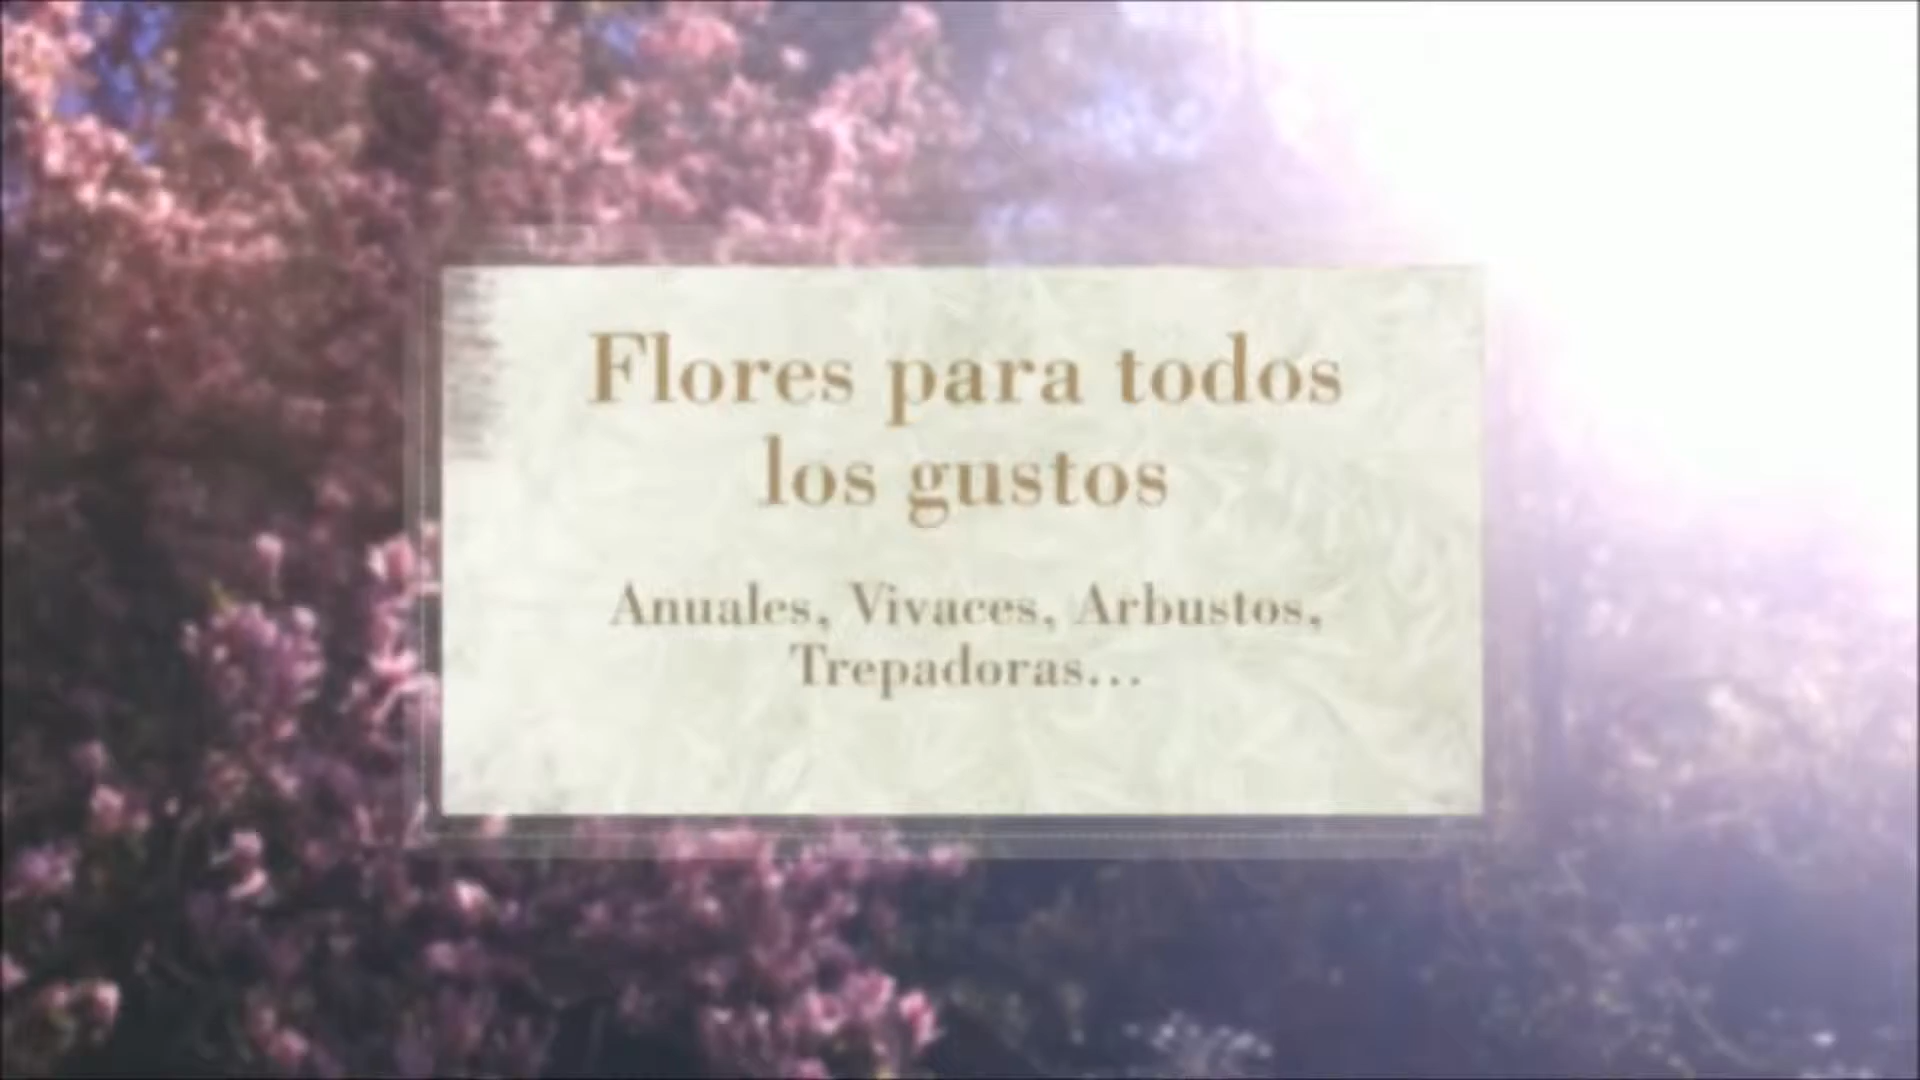 Flores para todos
los gustos
Anuales, Vivaces, Arbustos,
Trepadoras...